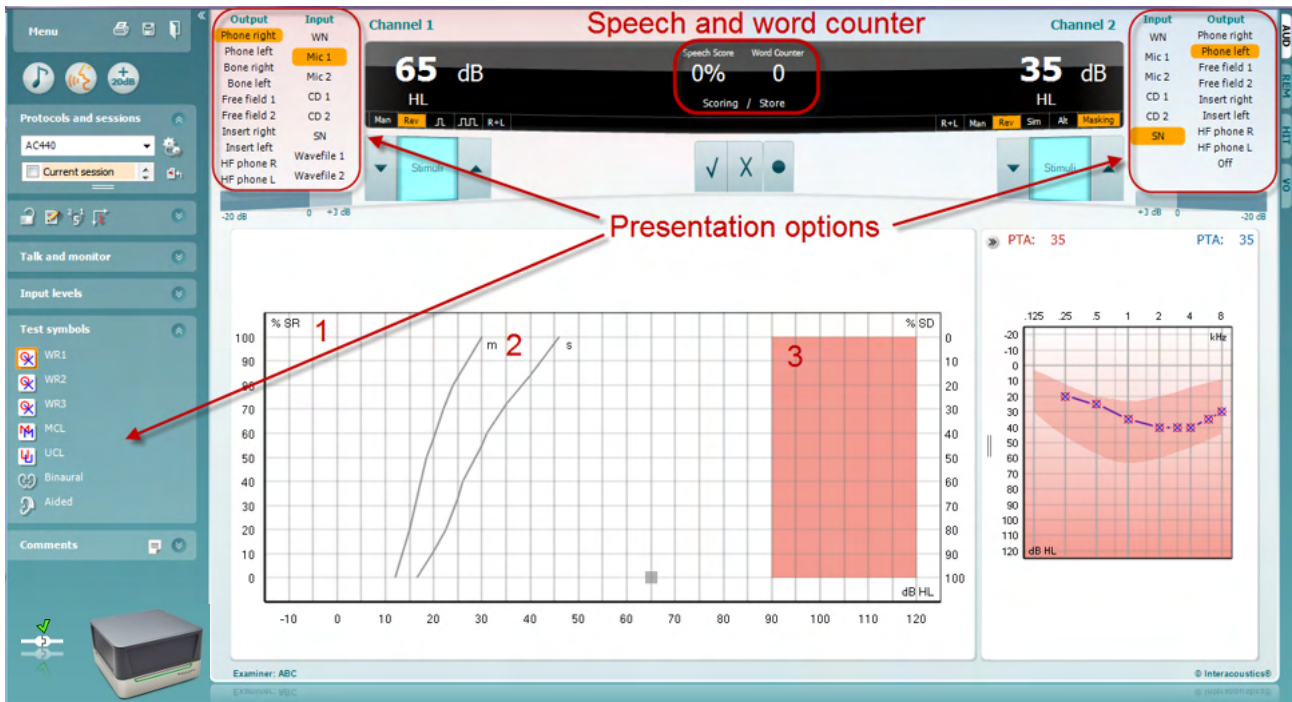 Menu
20dB
Protocols and sessions
AC440
Current session
Talk and monitor
Input levels
Test symbols
WR1
WR2
WR3
MCL
UCL
Binaural
Aided
Comments
Output Input
Phone right WN
Phone left Mic 1
Bone right Mic 2
Bone left CD 1
Free field 1 CD 2
Free field 2 SN
Insert right Wavefile 1
Insert left Wavefile 2
HF phone R
HF phone L
Channel 1
Speech and word counter
Channel 2
65 dB
HL
Man Rev R+L
Speech Score Word Counter
0% 0
Scoring / Store
35 dB
HL
R+L Man Rev Sim Alt Masking
Input Output
WN Phone right
Mic 1 Phone left
Mic 2 Free field 1
CD 1 Free field 2
CD 2 Insert right
SN Insert left
HF phone R
HF phone L
Off
AUD
REM
HIT
VO
Stimuli
Stimuli
-20 dB 0 +3 dB
+3 dB 0 -20 dB
Presentation options
% SR 1
m 2 s
3
% SD
100 90 80 70 60 50 40 30 20 10 0
0 10 20 30 40 50 60 70 80 90 100
dB HL
-10 0 10 20 30 40 50 60 70 80 90 100 110 120
PTA: 35
PTA: 35
.125 .25 .5 1 2 4 8
kHz
-20
-10
0
10
20
30
40
50
60
70
80
90
100
110
120 dB HL
Examiner: ABC
© Interacoustics®